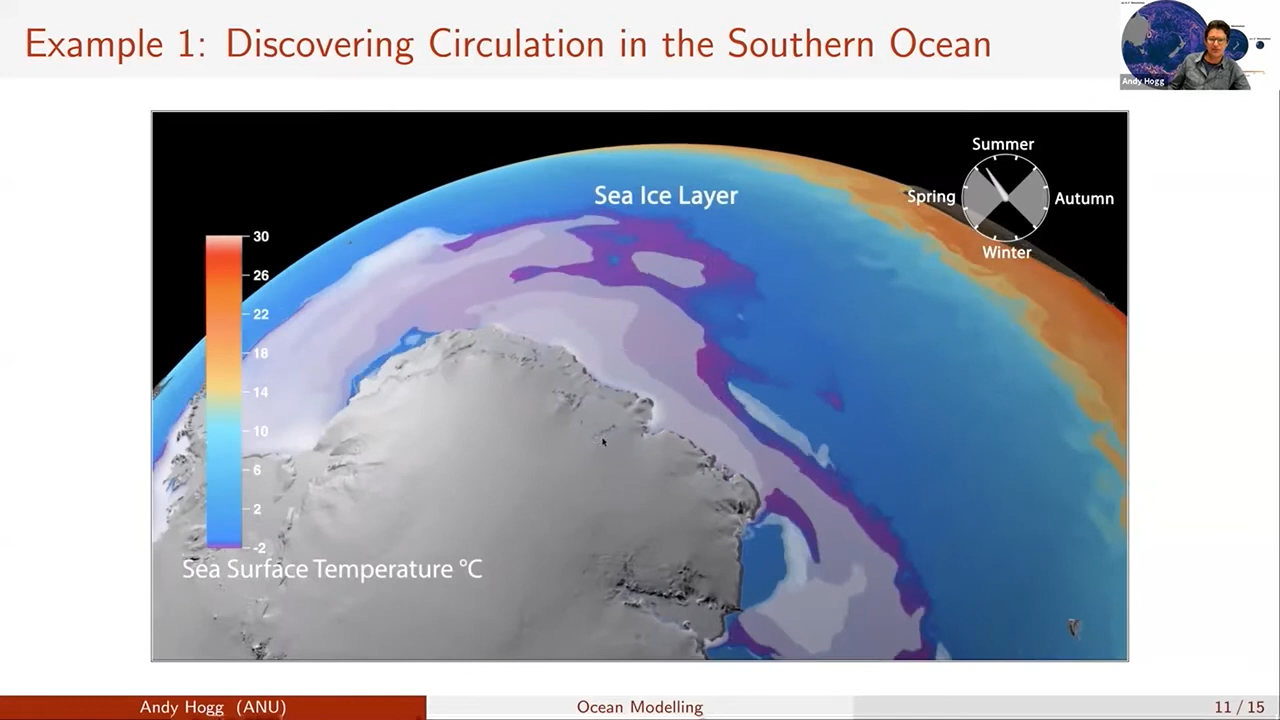 Example 1: Discovering Circulation in the Southern Ocean
Andy Hogg
Sea Ice Layer
Summer
Spring
Autumn
Winter
30
26
22
18
14
10
6
2
-2
Sea Surface Temperature °C
Andy Hogg (ANU)
Ocean Modelling
11 / 15